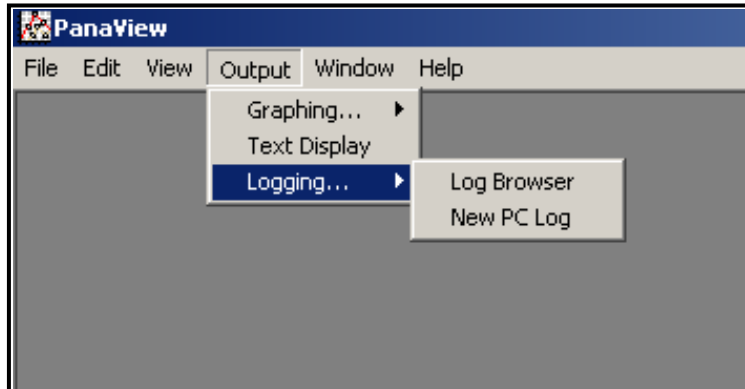 PanaView
File Edit View Output Window Help
Graphing...
Text Display
Logging...
Log Browser
New PC Log